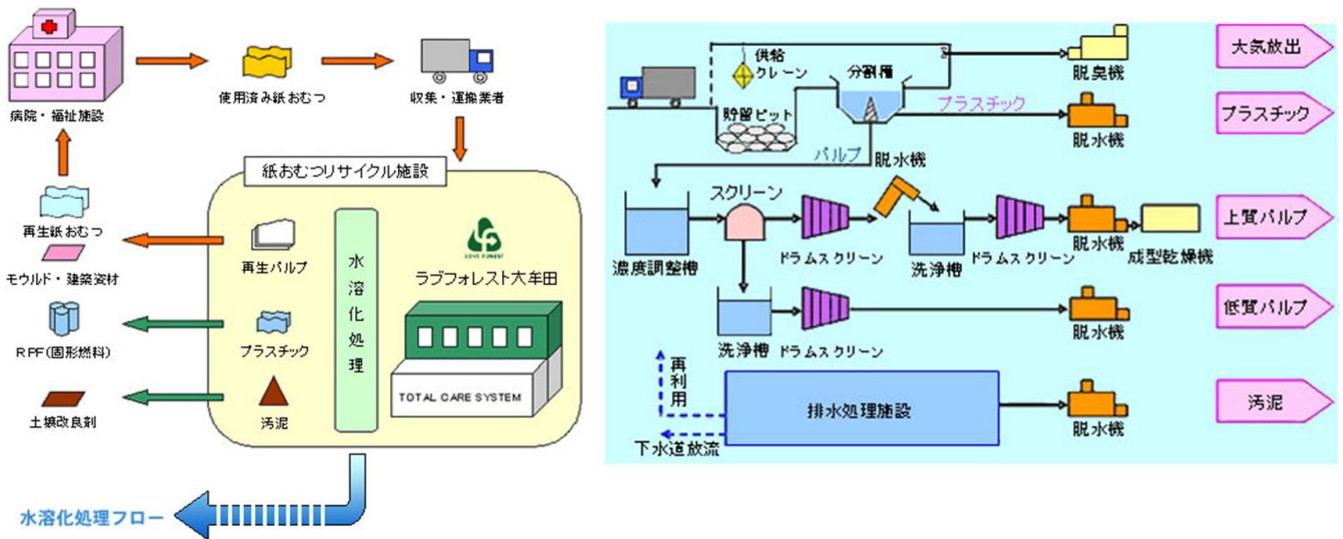 病院・福祉施設
使用済み紙おむつ
収集・運搬業者
紙おむつリサイクル施設
再生紙おむつ
モウルド・建築資材
再生パルプ
RPF(固形燃料)
プラスチック
土壌改良剤
汚泥
水溶化処理
LOVE FOREST
ラブフォレスト大牟田
TOTAL CARE SYSTEM
水溶化処理フロー
供給
クレーン
分割層
脱臭機
大気放出
貯留ピット
プラスチック
脱水機
プラスチック
パルプ
脱水機
スクリーン
濃度調整槽
ドラムスクリーン
洗浄槽
ドラムスクリーン
脱水機
成型乾燥機
上質パルプ
洗浄槽
ドラムスクリーン
脱水機
低質パルプ
再利用
排水処理施設
下水道放流
脱水機
汚泥